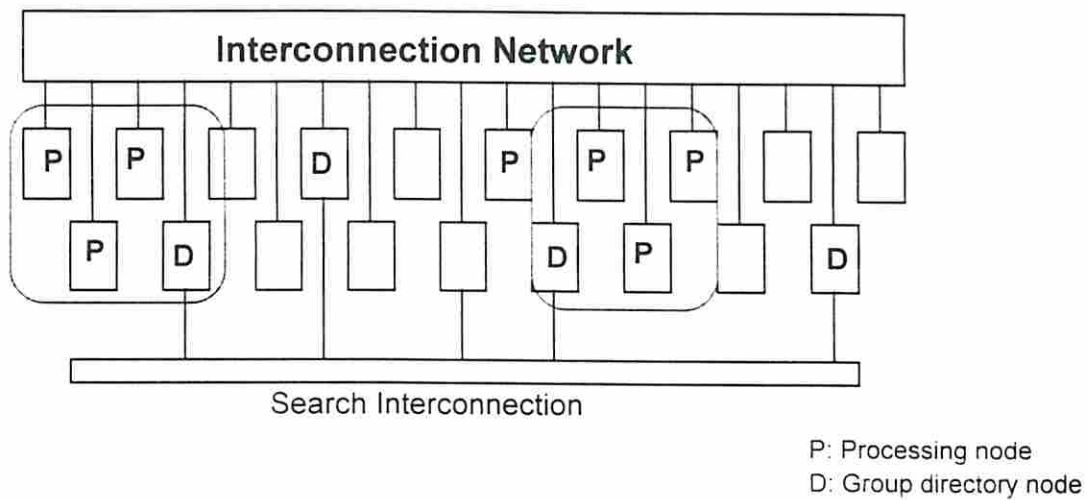 Interconnection Network
P P D P P P
P D D P D
Search Interconnection
P: Processing node
D: Group directory node